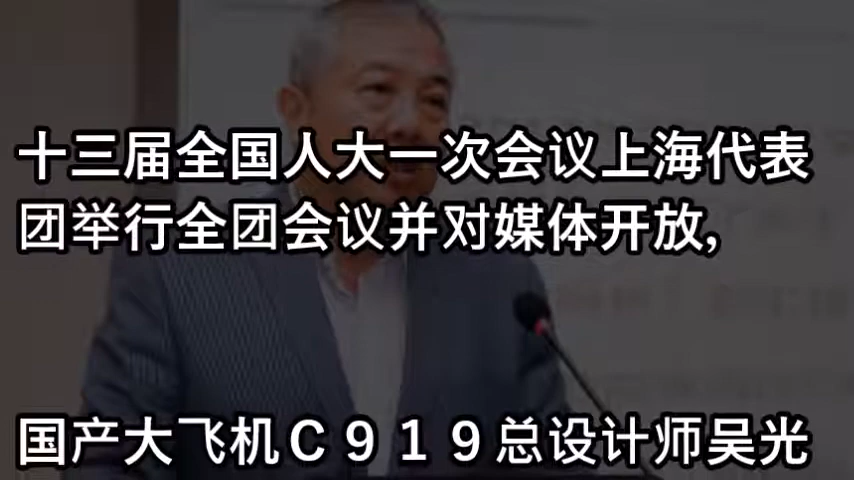 十三届全国人大一次会议上海代表
团举行全团会议并对媒体开放,
国产大飞机C919总设计师吴光